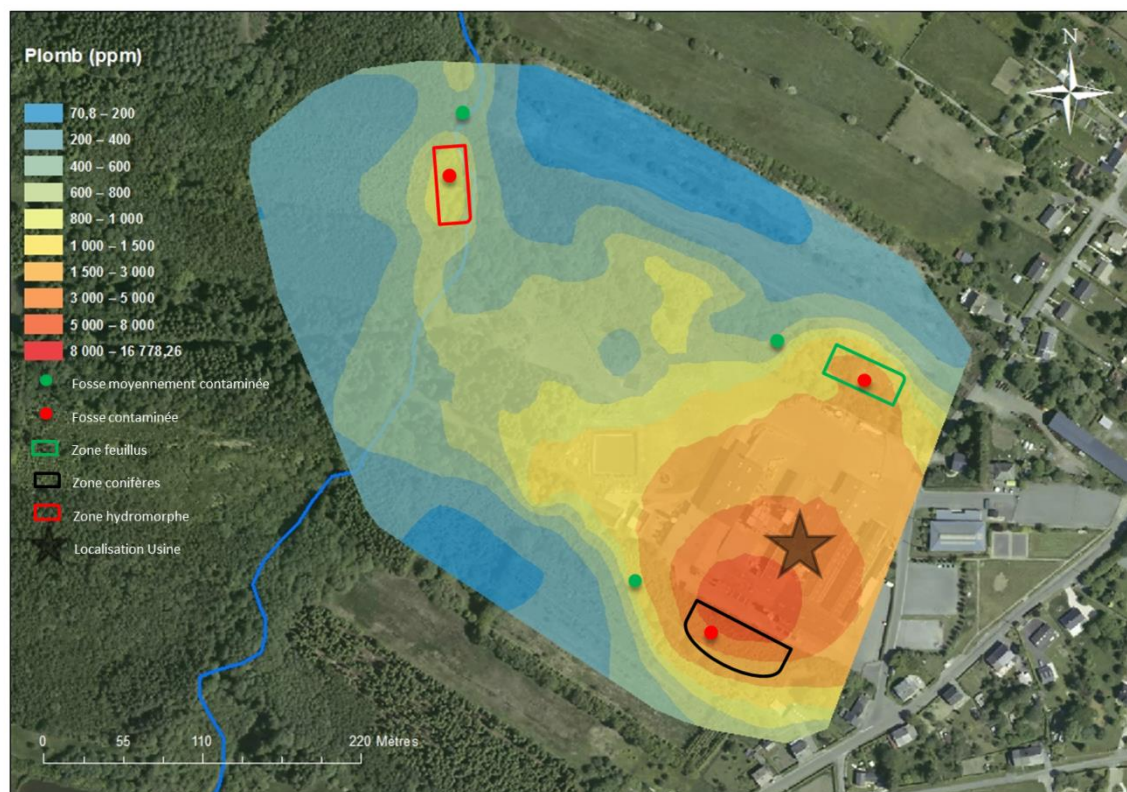 N
Plomb (ppm)
70,8 – 200
200 – 400
400 – 600
600 – 800
800 – 1 000
1 000 – 1 500
1 500 – 3 000
3 000 – 5 000
5 000 – 8 000
8 000 – 16 778,26
Fosse moyennement contaminée
Fosse contaminée
Zone feuillus
Zone conifères
Zone hydromorphe
Localisation Usine
0 55 110 220 Mètres